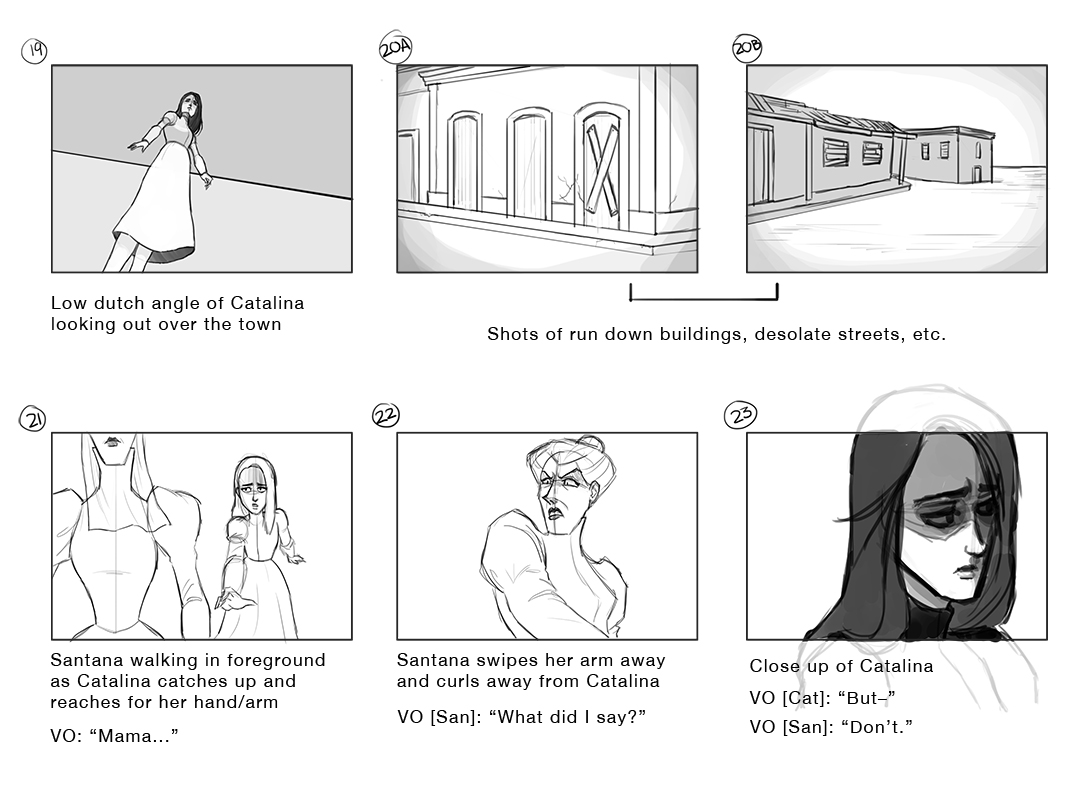 19
20A
20B
Low dutch angle of Catalina
looking out over the town
Shots of run down buildings, desolate streets, etc.
21
22
23
Santana walking in foreground
as Catalina catches up and
reaches for her hand/arm
VO: “Mama...”
Santana swipes her arm away
and curls away from Catalina
VO [San]: “What did I say?”
Close up of Catalina
VO [Cat]: “But–”
VO [San]: “Don’t.”